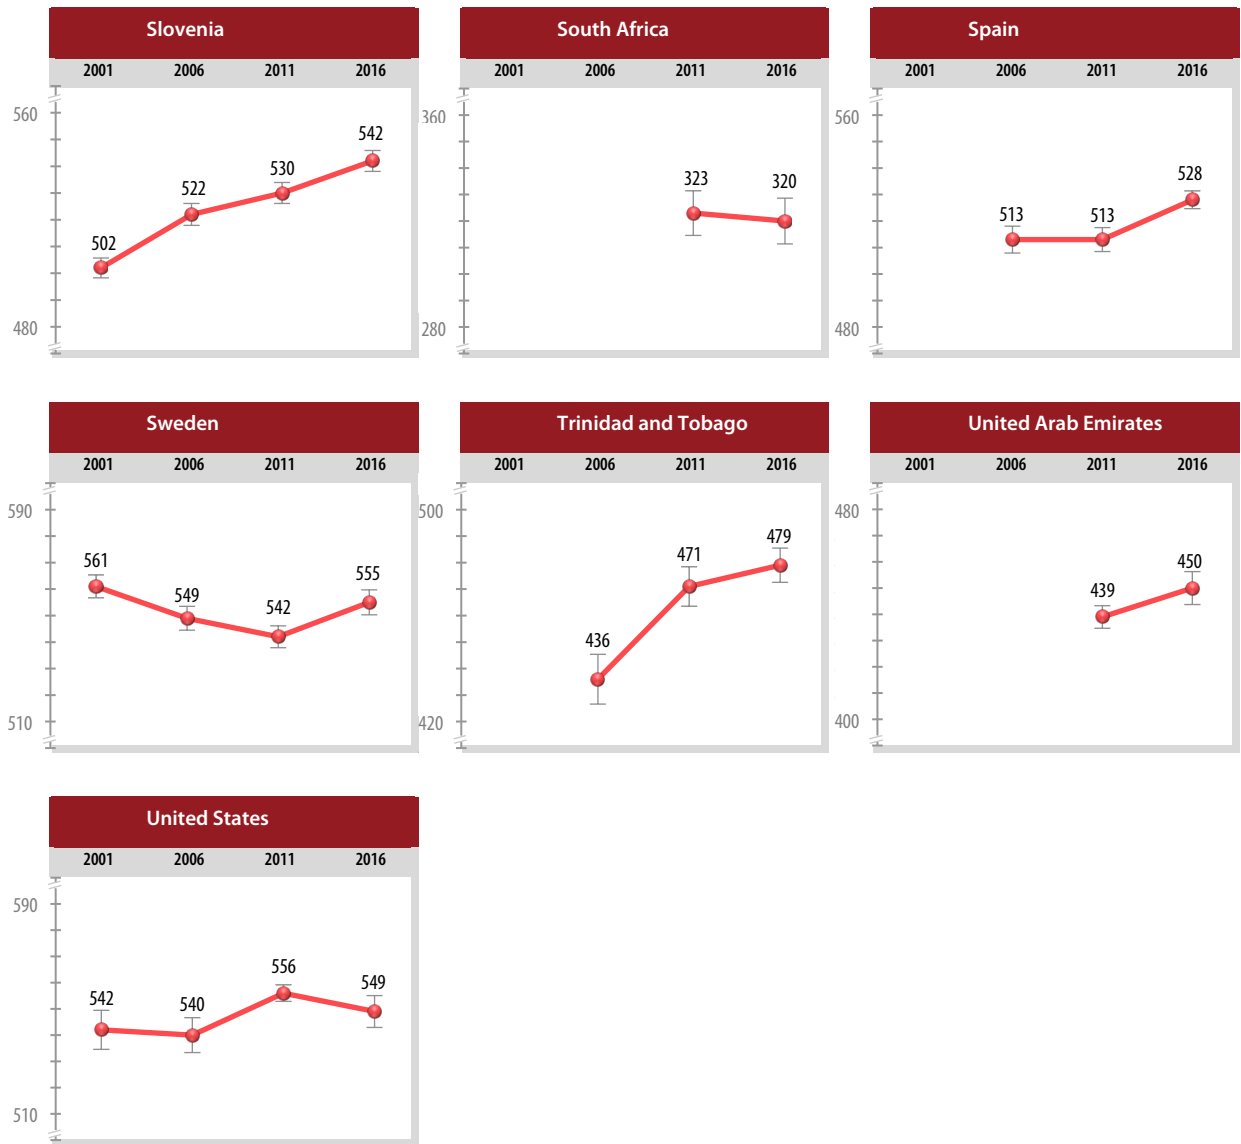 Slovenia
2001 2006 2011 2016
560
542
530
522
502
480
South Africa
2001 2006 2011 2016
360
323
320
280
Spain
2001 2006 2011 2016
560
528
513
513
480
Sweden
2001 2006 2011 2016
590
561
555
549
542
510
Trinidad and Tobago
2001 2006 2011 2016
500
479
471
436
420
United Arab Emirates
2001 2006 2011 2016
480
450
439
400
United States
2001 2006 2011 2016
590
556
549
542
540
510